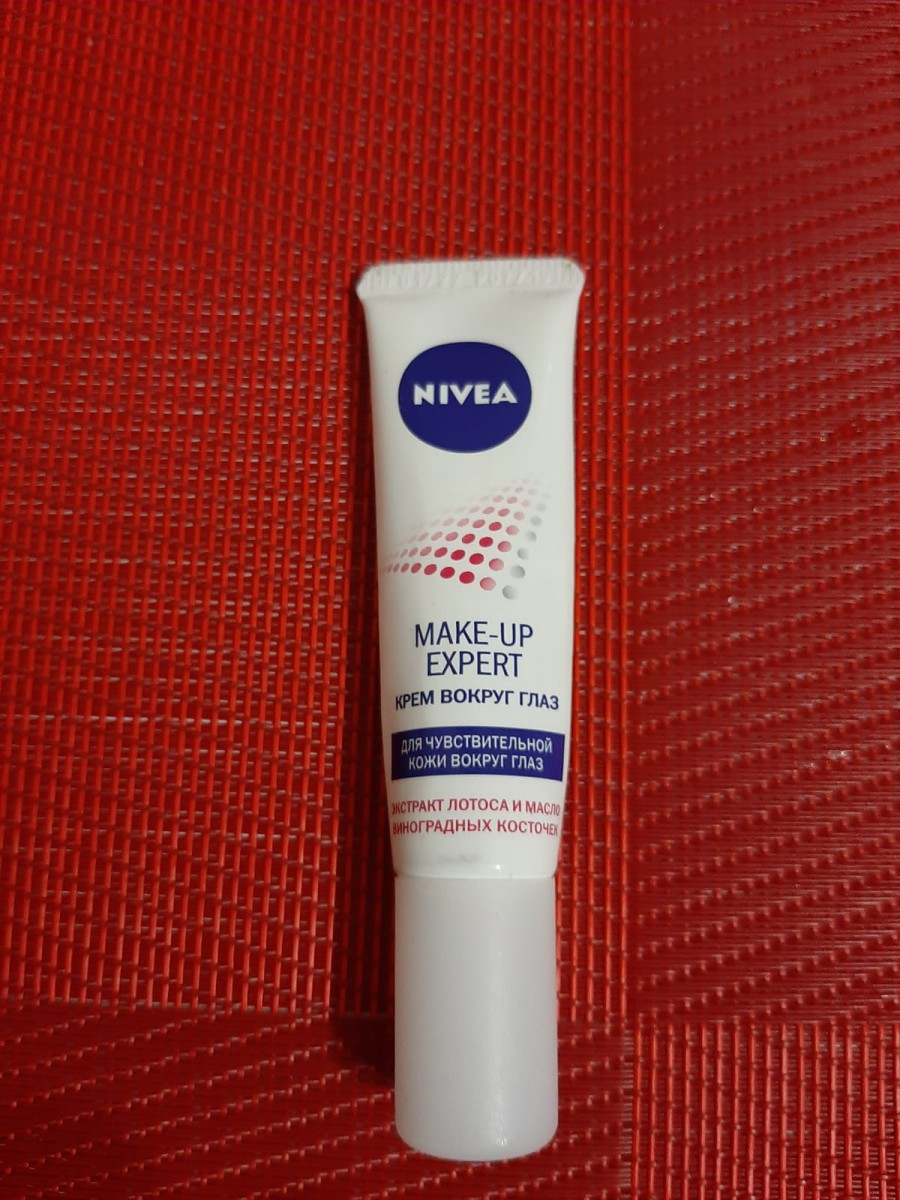 NIVEA
MAKE-UP
EXPERT
КРЕМ ВОКРУГ ГЛАЗ
ДЛЯ ЧУВСТВИТЕЛЬНОЙ
КОЖИ ВОКРУГ ГЛАЗ
ЭКСТРАКТ ЛОТОСА И МАСЛО
ВИНОГРАДНЫХ КОСТОЧЕК